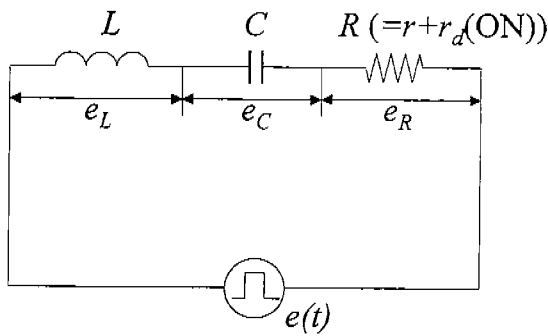 L C R (=r+r_d(ON))
e_L e_C e_R
e(t)